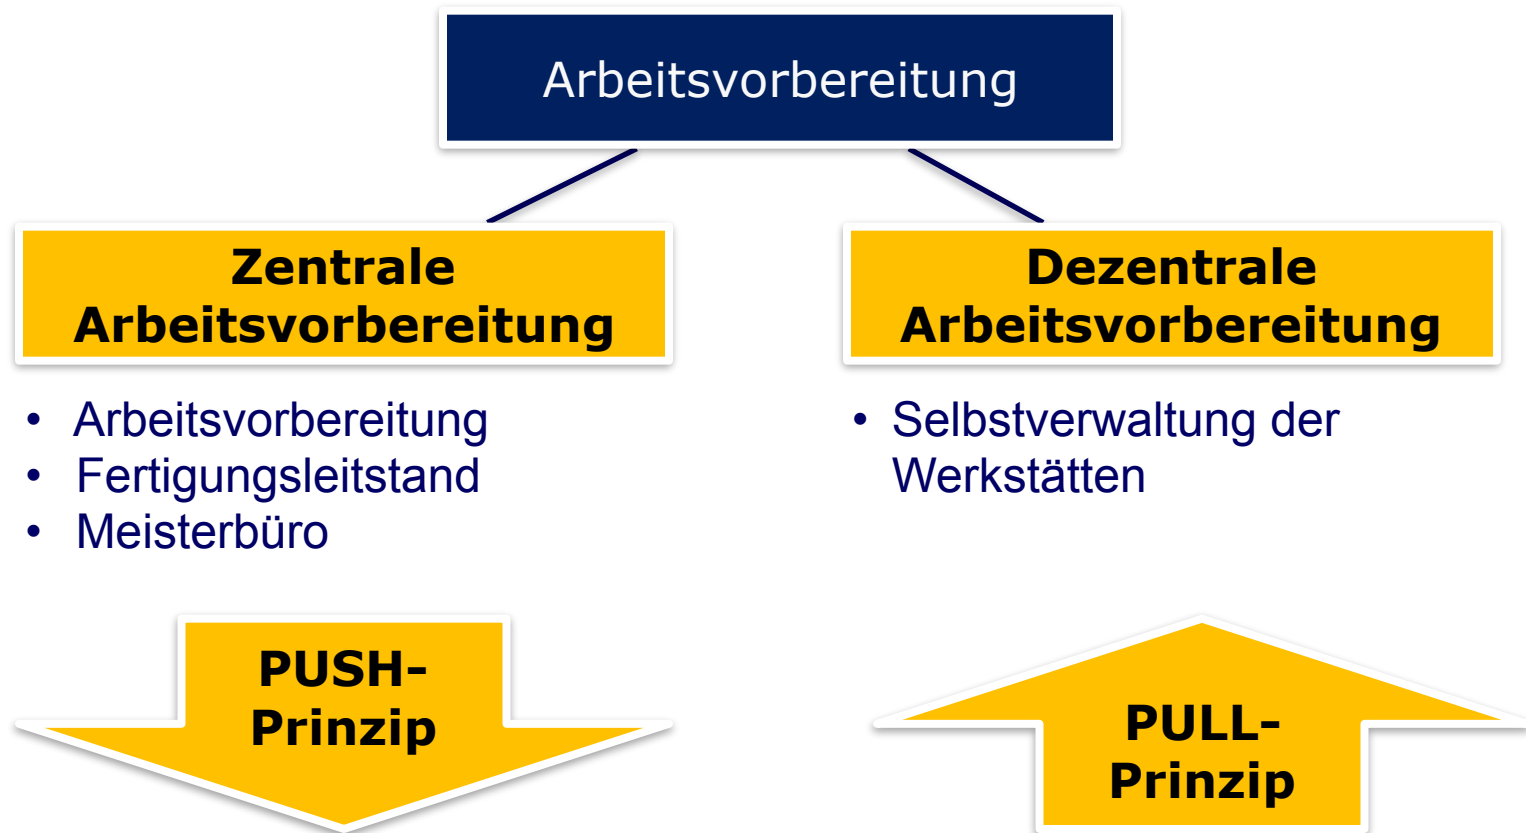 Arbeitsvorbereitung
Zentrale
Arbeitsvorbereitung
• Arbeitsvorbereitung
• Fertigungsleitstand
• Meisterbüro
PUSH–
Prinzip
Dezentrale
Arbeitsvorbereitung
• Selbstverwaltung der
Werkstätten
PULL–
Prinzip